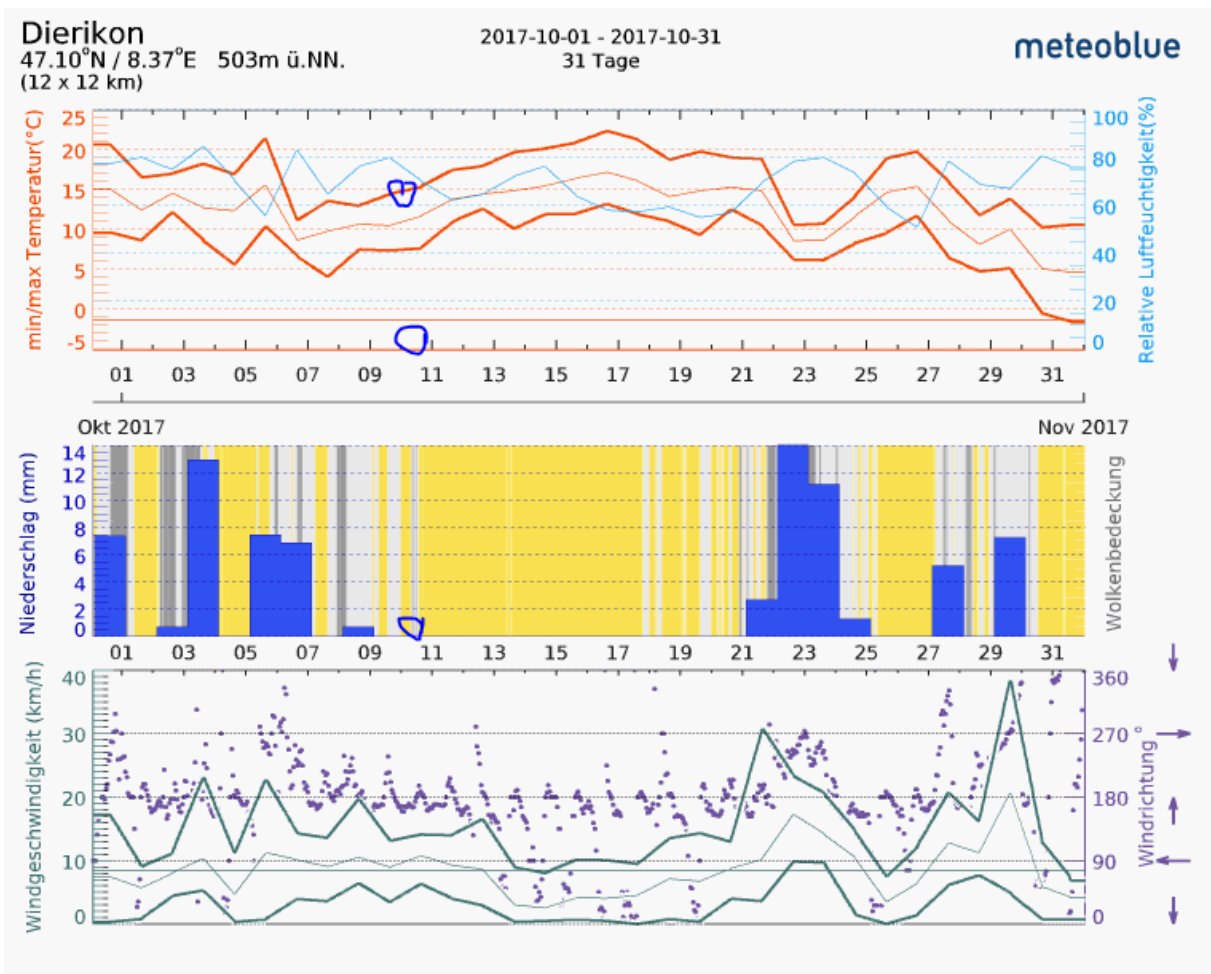 Dierikon
47.10°N / 8.37°E 503m ü.NN.
(12 x 12 km)
2017-10-01 - 2017-10-31
31 Tage
meteoblue
min/max Temperatur(°C)
25
20
15
10
5
0
-5
Relative Luftfeuchtigkeit(%)
100
80
60
40
20
0
01 03 05 07 09 11 13 15 17 19 21 23 25 27 29 31
Okt 2017 Nov 2017
Niederschlag (mm)
14
12
10
8
6
4
2
0
Wolkenbedeckung
01 03 05 07 09 11 13 15 17 19 21 23 25 27 29 31
Windgeschwindigkeit (km/h)
40
30
20
10
0
Windrichtung °
360
270
180
90
0